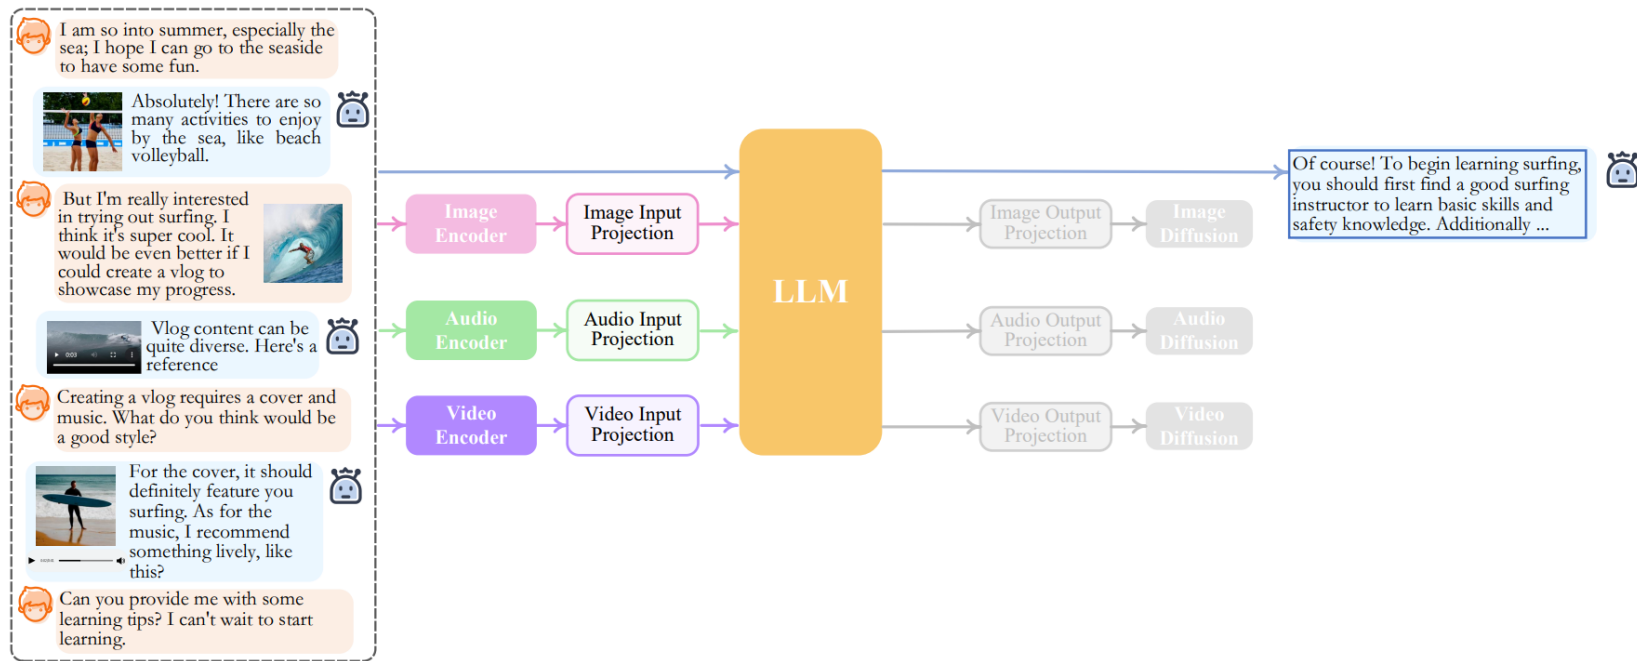 I am so into summer, especially the
sea; I hope I can go to the seaside
to have some fun.
Absolutely! There are so
many activities to enjoy
by the sea, like beach
volleyball.
But I'm really interested
in trying out surfing. I
think it's super cool. It
would be even better if I
could create a vlog to
showcase my progress.
Vlog content can be
quite diverse. Here's a
reference
0:03
Creating a vlog requires a cover and
music. What do you think would be
a good style?
For the cover, it should
definitely feature you
surfing. As for the
music, I recommend
something lively, like
this?
Can you provide me with some
learning tips? I can't wait to start
learning.
Image
Encoder
Image Input
Projection
Audio
Encoder
Audio Input
Projection
Video
Encoder
Video Input
Projection
LLM
Image Output
Projection
Image
Diffusion
Audio Output
Projection
Audio
Diffusion
Video Output
Projection
Video
Diffusion
Of course! To begin learning surfing,
you should first find a good surfing
instructor to learn basic skills and
safety knowledge. Additionally ...